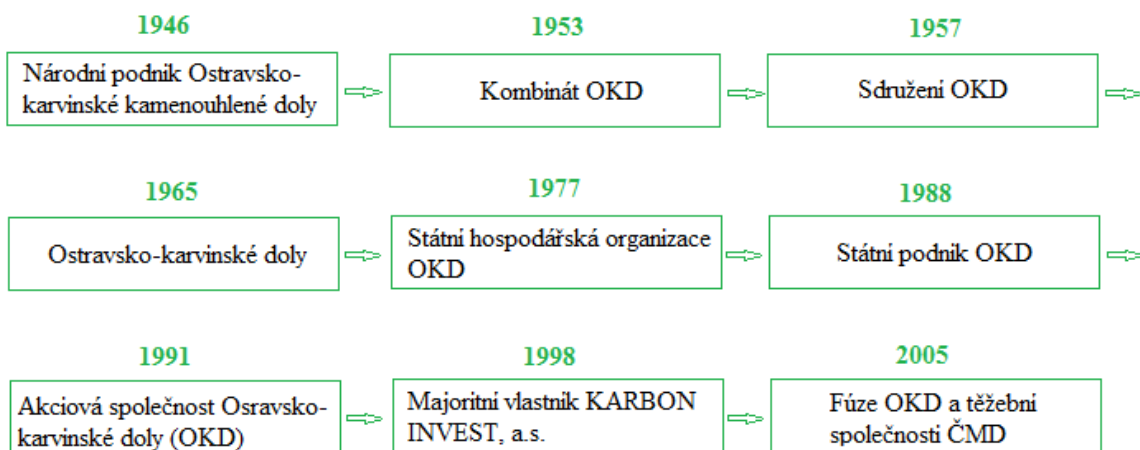 1946
1953
1957
Národní podnik Ostravsko-
karvinské kamenouhlené doly
Kombinát OKD
Sdružení OKD
1965
1977
1988
Ostravsko-karvinské doly
Státní hospodářská organizace
OKD
Státní podnik OKD
1991
1998
2005
Akciová společnost Osravsko-
karvinské doly (OKD)
Majoritní vlastnik KARBON
INVEST, a.s.
Fúze OKD a těžební
společnosti ČMD